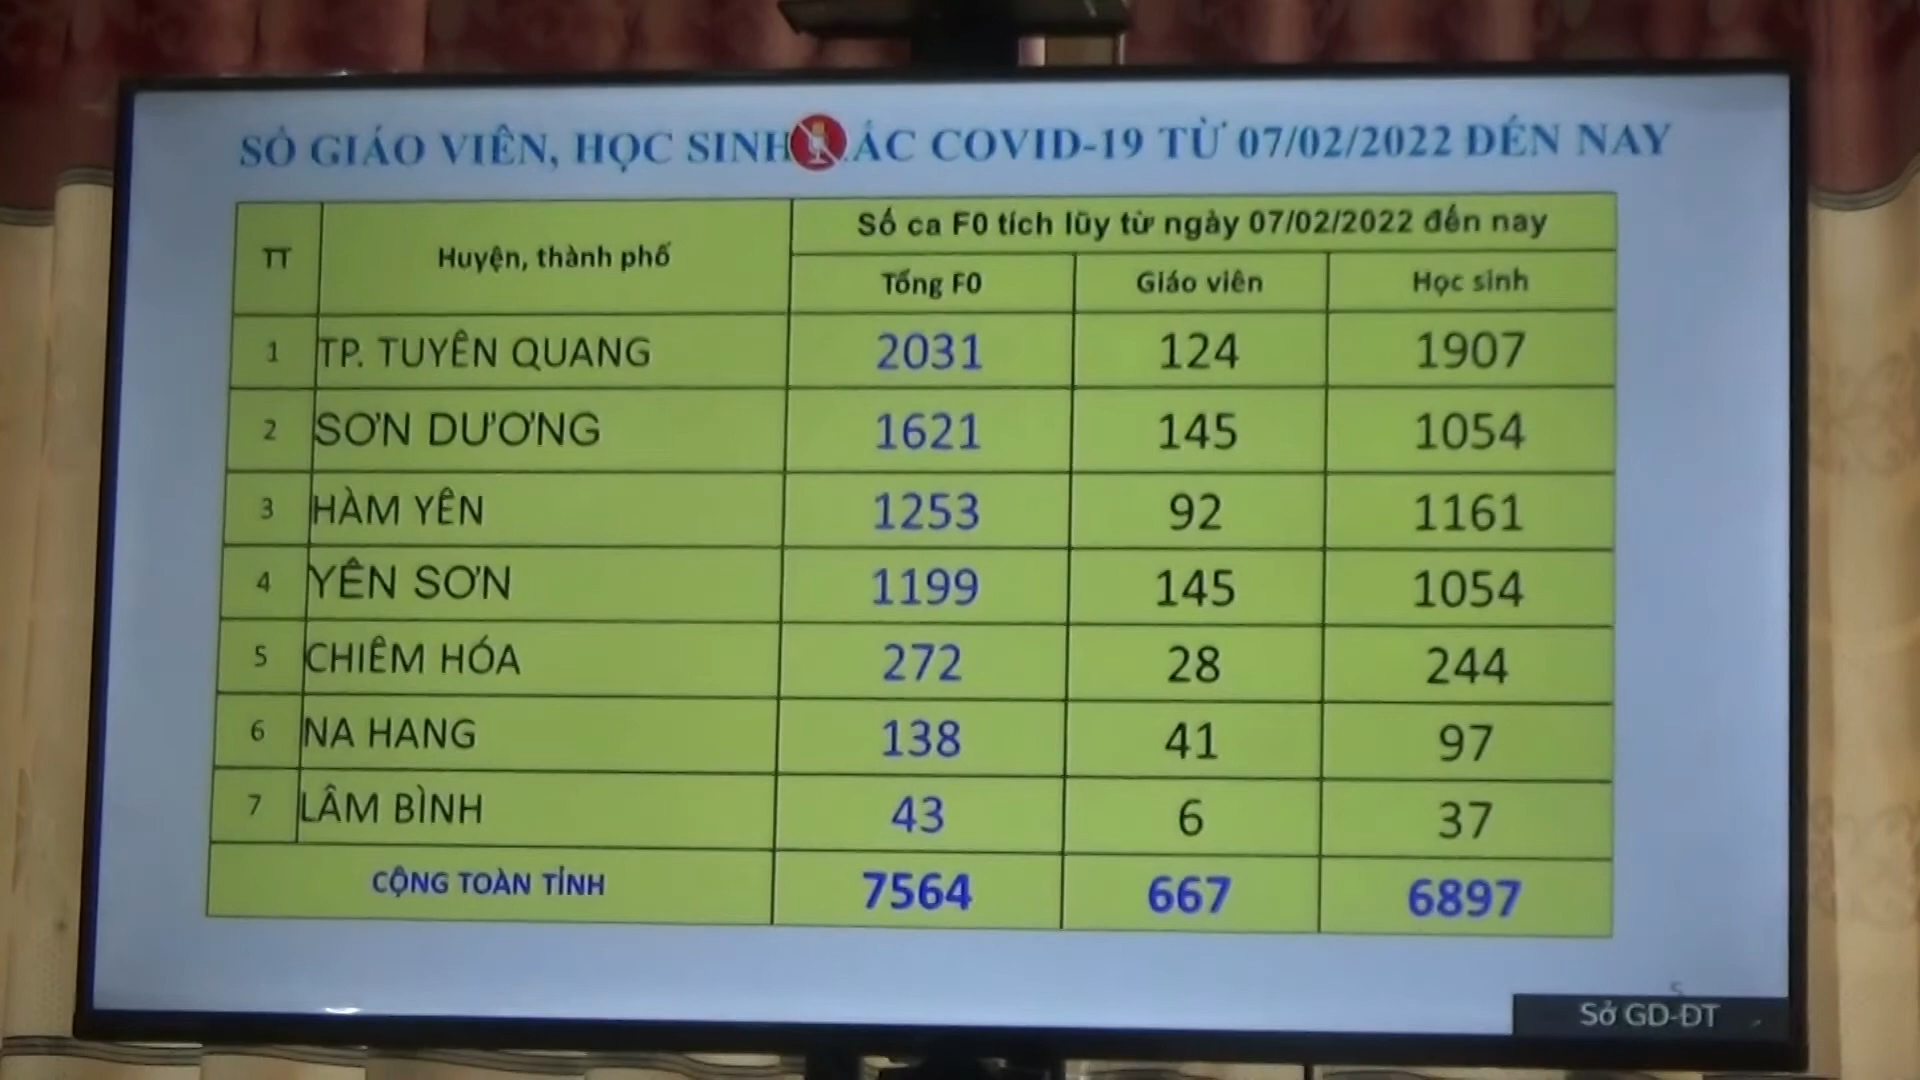 SỐ GIÁO VIÊN, HỌC SINH ẮC COVID-19 TỪ 07/02/2022 ĐẾN NAY
TT Huyện, thành phố Số ca F0 tích lũy từ ngày 07/02/2022 đến nay
Tổng F0 Giáo viên Học sinh
1 TP. TUYÊN QUANG 2031 124 1907
2 SƠN DƯƠNG 1621 145 1054
3 HÀM YÊN 1253 92 1161
4 YÊN SƠN 1199 145 1054
5 CHIÊM HÓA 272 28 244
6 NA HANG 138 41 97
7 LÂM BÌNH 43 6 37
CỘNG TOÀN TỈNH 7564 667 6897
5
Sở GD-ĐT